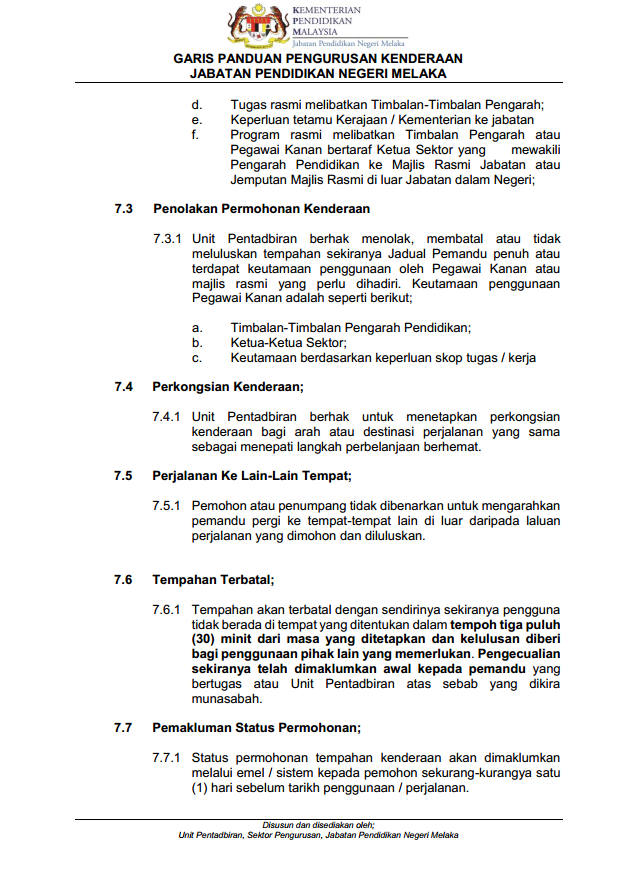 KEMENTERIAN
PENDIDIKAN
MALAYSIA
Jabatan Pendidikan Negeri Melaka
GARIS PANDUAN PENGURUSAN KENDERAAN
JABATAN PENDIDIKAN NEGERI MELAKA
d. Tugas rasmi melibatkan Timbalan-Timbalan Pengarah;
e. Keperluan tetamu Kerajaan / Kementerian ke jabatan
f. Program rasmi melibatkan Timbalan Pengarah atau
Pegawai Kanan bertaraf Ketua Sektor yang mewakili
Pengarah Pendidikan ke Majlis Rasmi Jabatan atau
Jemputan Majlis Rasmi di luar Jabatan dalam Negeri;
7.3 Penolakan Permohonan Kenderaan
7.3.1 Unit Pentadbiran berhak menolak, membatal atau tidak
meluluskan tempahan sekiranya Jadual Pemandu penuh atau
terdapat keutamaan penggunaan oleh Pegawai Kanan atau
majlis rasmi yang perlu dihadiri. Keutamaan penggunaan
Pegawai Kanan adalah seperti berikut;
a. Timbalan-Timbalan Pengarah Pendidikan;
b. Ketua-Ketua Sektor;
c. Keutamaan berdasarkan keperluan skop tugas / kerja
7.4 Perkongsian Kenderaan;
7.4.1 Unit Pentadbiran berhak untuk menetapkan perkongsian
kenderaan bagi arah atau destinasi perjalanan yang sama
sebagai menepati langkah perbelanjaan berhemat.
7.5 Perjalanan Ke Lain-Lain Tempat;
7.5.1 Pemohon atau penumpang tidak dibenarkan untuk mengarahkan
pemandu pergi ke tempat-tempat lain di luar daripada laluan
perjalanan yang dimohon dan diluluskan.
7.6 Tempahan Terbatal;
7.6.1 Tempahan akan terbatal dengan sendirinya sekiranya pengguna
tidak berada di tempat yang ditentukan dalam tempoh tiga puluh
(30) minit dari masa yang ditetapkan dan kelulusan diberi
bagi penggunaan pihak lain yang memerlukan. Pengecualian
sekiranya telah dimaklumkan awal kepada pemandu yang
bertugas atau Unit Pentadbiran atas sebab yang dikira
munasabah.
7.7 Pemakluman Status Permohonan;
7.7.1 Status permohonan tempahan kenderaan akan dimaklumkan
melalui emel / sistem kepada pemohon sekurang-kurangya satu
(1) hari sebelum tarikh penggunaan / perjalanan.
Disusun dan disediakan oleh;
Unit Pentadbiran, Sektor Pengurusan, Jabatan Pendidikan Negeri Melaka